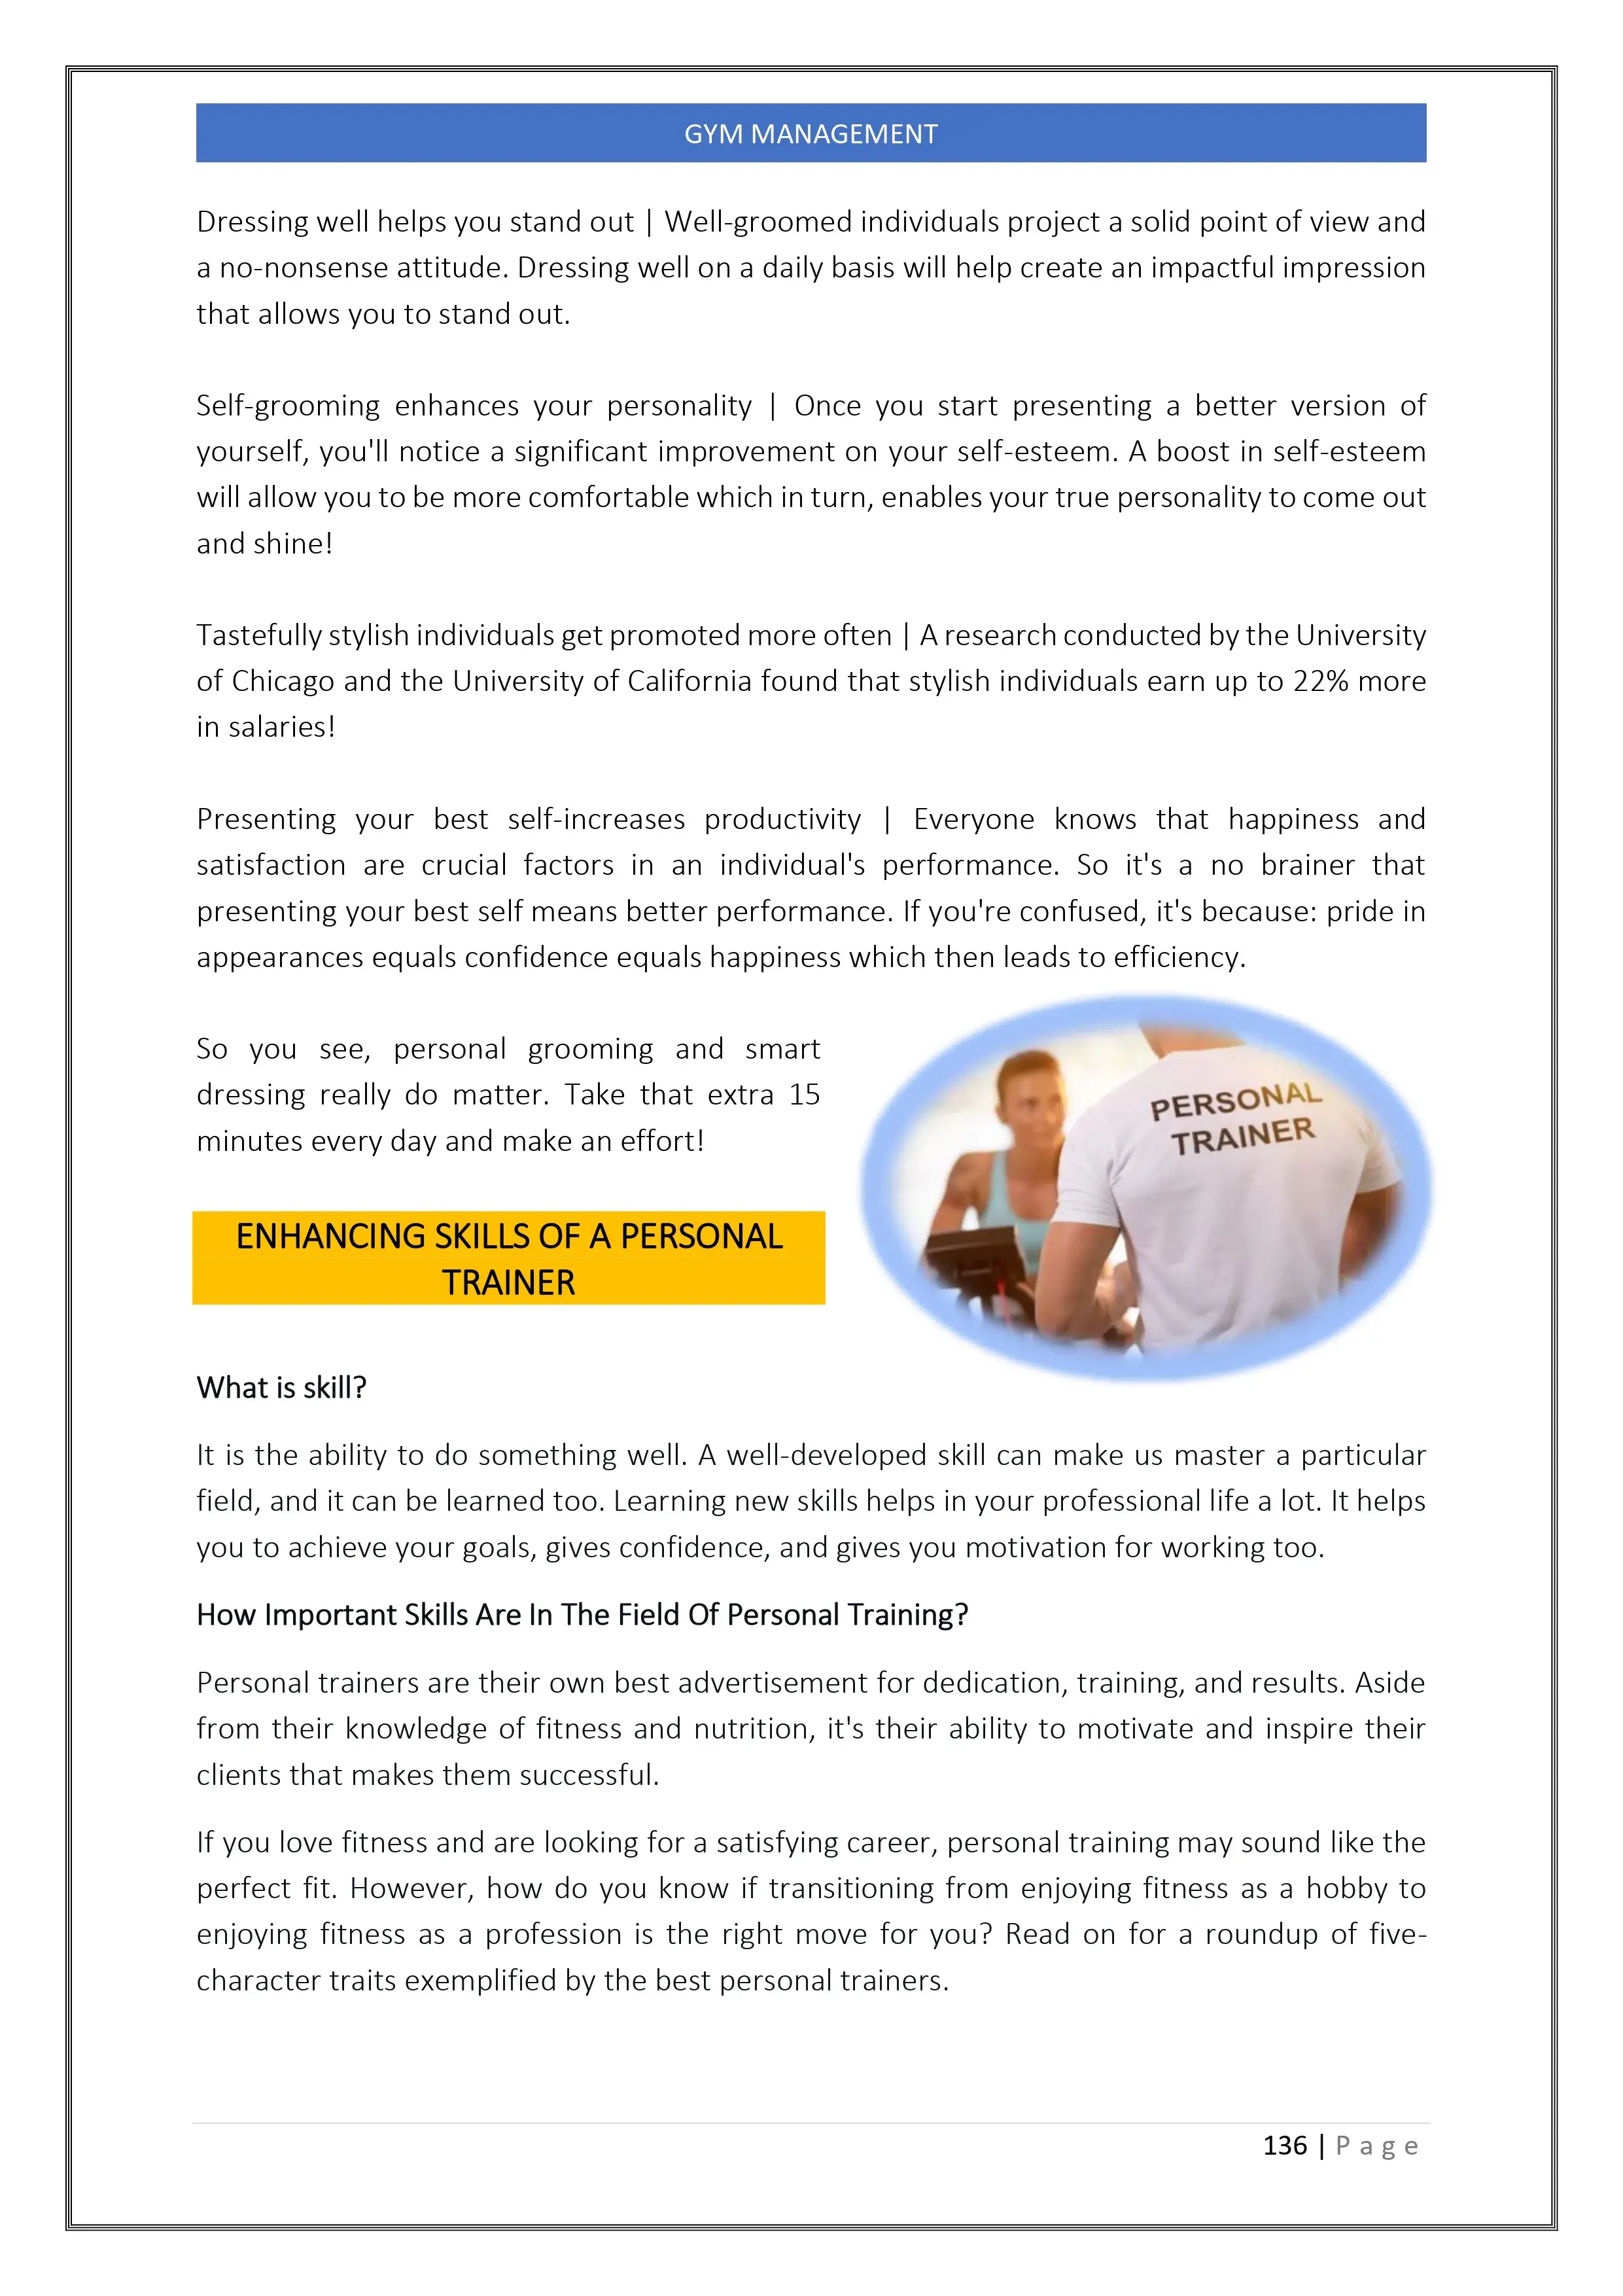 GYM MANAGEMENT
Dressing well helps you stand out | Well-groomed individuals project a solid point of view and
a no-nonsense attitude. Dressing well on a daily basis will help create an impactful impression
that allows you to stand out.
Self-grooming enhances your personality | Once you start presenting a better version of
yourself, you'll notice a significant improvement on your self-esteem. A boost in self-esteem
will allow you to be more comfortable which in turn, enables your true personality to come out
and shine!
Tastefully stylish individuals get promoted more often | A research conducted by the University
of Chicago and the University of California found that stylish individuals earn up to 22% more
in salaries!
Presenting your best self-increases productivity | Everyone knows that happiness and
satisfaction are crucial factors in an individual's performance. So it's a no brainer that
presenting your best self means better performance. If you're confused, it's because: pride in
appearances equals confidence equals happiness which then leads to efficiency.
So you see, personal grooming and smart
dressing really do matter. Take that extra 15
minutes every day and make an effort!
PERSONAL
TRAINER
ENHANCING SKILLS OF A PERSONAL
TRAINER
What is skill?
It is the ability to do something well. A well-developed skill can make us master a particular
field, and it can be learned too. Learning new skills helps in your professional life a lot. It helps
you to achieve your goals, gives confidence, and gives you motivation for working too.
How Important Skills Are In The Field Of Personal Training?
Personal trainers are their own best advertisement for dedication, training, and results. Aside
from their knowledge of fitness and nutrition, it's their ability to motivate and inspire their
clients that makes them successful.
If you love fitness and are looking for a satisfying career, personal training may sound like the
perfect fit. However, how do you know if transitioning from enjoying fitness as a hobby to
enjoying fitness as a profession is the right move for you? Read on for a roundup of five-
character traits exemplified by the best personal trainers.
136 | Page